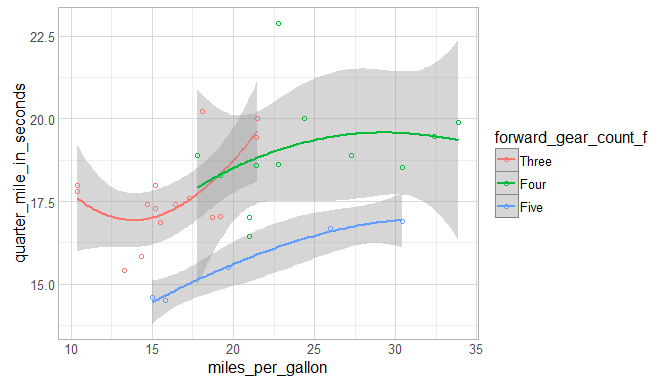 22.5
20.0
17.5
15.0
quarter_mile_in_seconds
10
15
20
25
30
35
miles_per_gallon
forward_gear_count_f
Three
Four
Five